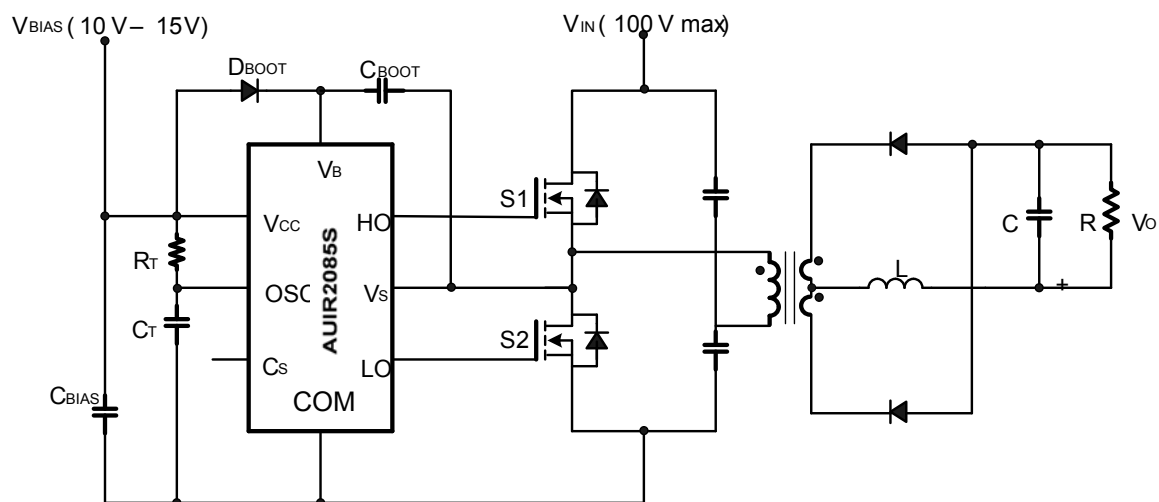 VBIAS ( 10 V – 15V)
VIN ( 100 V max)
DBOOT
CBOOT
VB
S1
VCC
HO
C
R
VO
RT
L
OSC
VS
+
AUIR2085S
CT
S2
CS
LO
CBIAS
COM